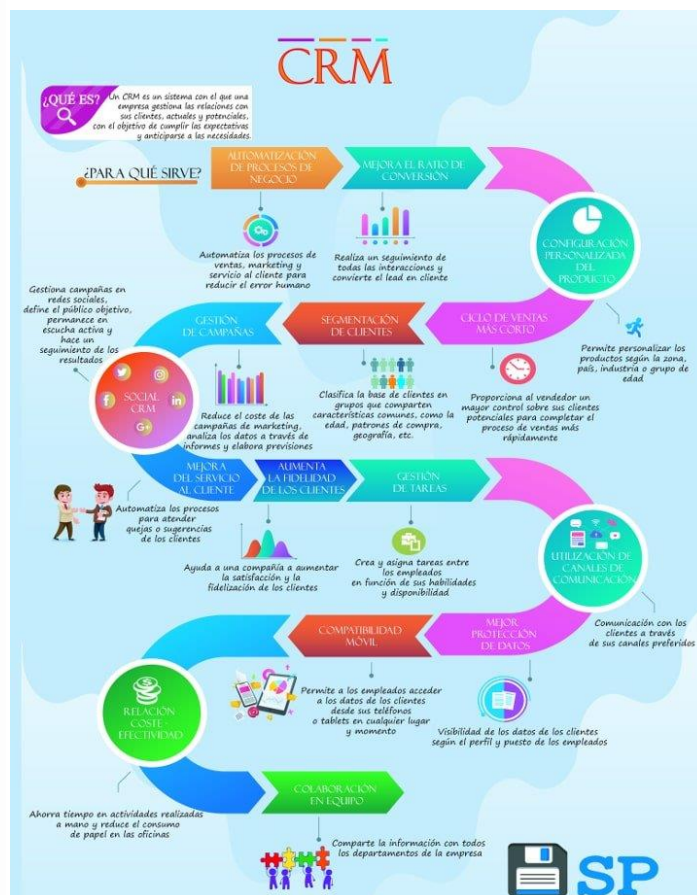 CRM
¿QUÉ ES?
Un CRM es un sistema con el que una
empresa gestiona las relaciones con
sus clientes, actuales y potenciales,
con el objetivo de cumplir las expectativas
y anticiparse a las necesidades.
¿PARA QUÉ SIRVE?
AUTOMATIZACIÓN
DE PROCESOS DE
NEGOCIO
Automatiza los procesos de
ventas, marketing y
servicio al cliente para
reducir el error humano
MEJORA EL RATIO DE
CONVERSIÓN
Realiza un seguimiento de
todas las interacciones y
convierte el lead en cliente
CONFIGURACIÓN
PERSONALIZADA
DEL
PRODUCTO
Permite personalizar los
productos según la zona,
país, industria o grupo de
edad
CICLO DE VENTAS
MÁS CORTO
Proporciona al vendedor un
mayor control sobre sus clientes
potenciales para completar el
proceso de ventas más
rápidamente
SEGMENTACIÓN
DE CLIENTES
Clasifica la base de clientes en
grupos que comparten
características comunes, como la
edad, patrones de compra,
geografía, etc.
GESTIÓN
DE CAMPAÑAS
Reduce el coste de las
campañas de marketing,
analiza los datos a través de
informes y elabora previsiones
Gestiona campañas en
redes sociales,
define el público objetivo,
permanece en
escucha activa y
hace un
seguimiento de los
resultados
SOCIAL
CRM
f
in
G+
MEJORA
DEL SERVICIO
AL CLIENTE
Automatiza los procesos
para atender
quejas o sugerencias
de los clientes
AUMENTA
LA FIDELIDAD
DE LOS CLIENTES
Ayuda a una compañía a aumentar
la satisfacción y la
fidelización de los clientes
GESTIÓN
DE TAREAS
Crea y asigna tareas entre
los empleados
en función de sus habilidades
y disponibilidad
UTILIZACIÓN DE
CANALES DE
COMUNICACIÓN
Comunicación con los
clientes a través
de sus canales preferidos
MEJOR
PROTECCIÓN
DE DATOS
Visibilidad de los datos de los clientes
según el perfil y puesto de los empleados
COMPATIBILIDAD
MÓVIL
Permite a los empleados acceder
a los datos de los clientes
desde sus teléfonos
o tablets en cualquier lugar
y momento
RELACIÓN
COSTE -
EFECTIVIDAD
Ahorra tiempo en actividades realizadas
a mano y reduce el consumo
de papel en las oficinas
COLABORACIÓN
EN EQUIPO
Comparte la información con todos
los departamentos de la empresa
SP